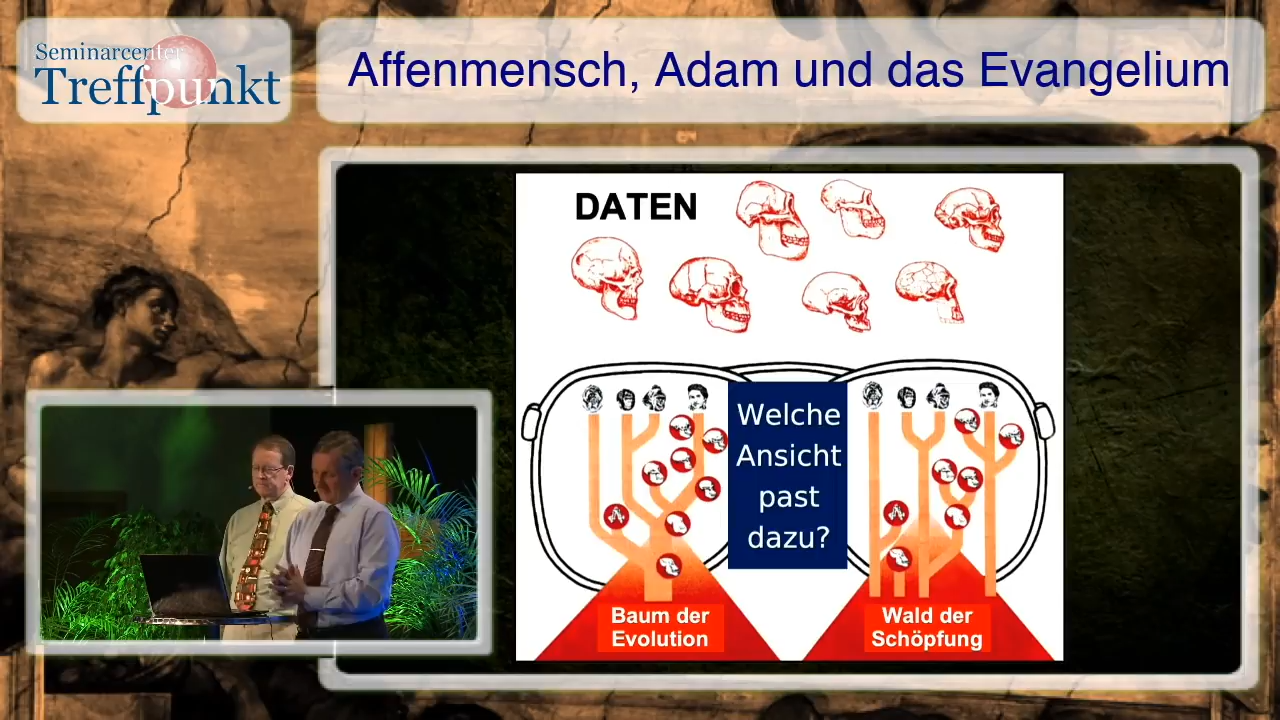 Seminarcenter
Treffpunkt
Affenmensch, Adam und das Evangelium
DATEN
Welche
Ansicht
past
dazu?
Baum der
Evolution
Wald der
Schöpfung